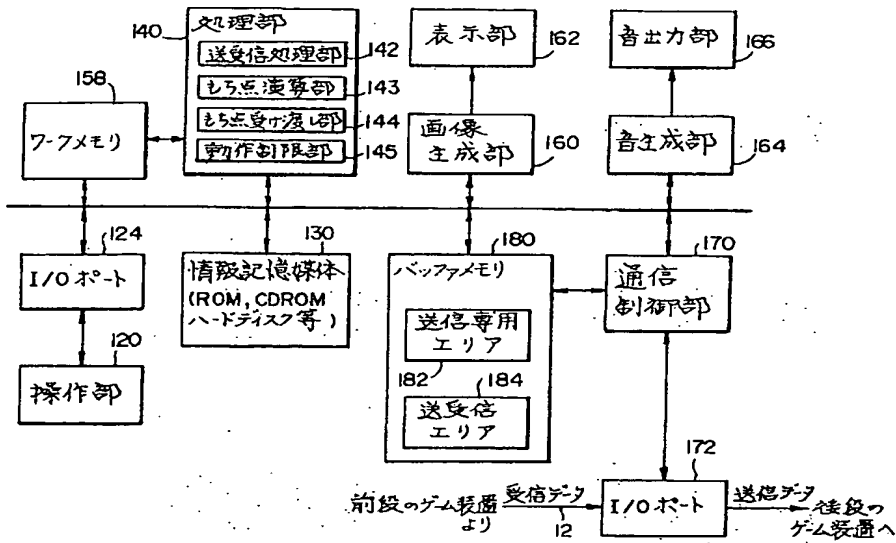 140
処理部
送受信処理部
142
もち点演算部
143
もち点受け渡し部
144
動作制限部
145
158
ワークメモリ
表示部
162
画像
生成部
160
音出力部
166
音生成部
164
124
I/Oポート
120
操作部
130
情報記憶媒体
(ROM, CDROM
ハードディスク等)
180
バッファメモリ
送信専用
エリア
182
184
送受信
エリア
170
通信
制御部
172
I/Oポート
前段のゲーム装置
より
受信データ
12
送信データ
後段の
ゲーム装置へ